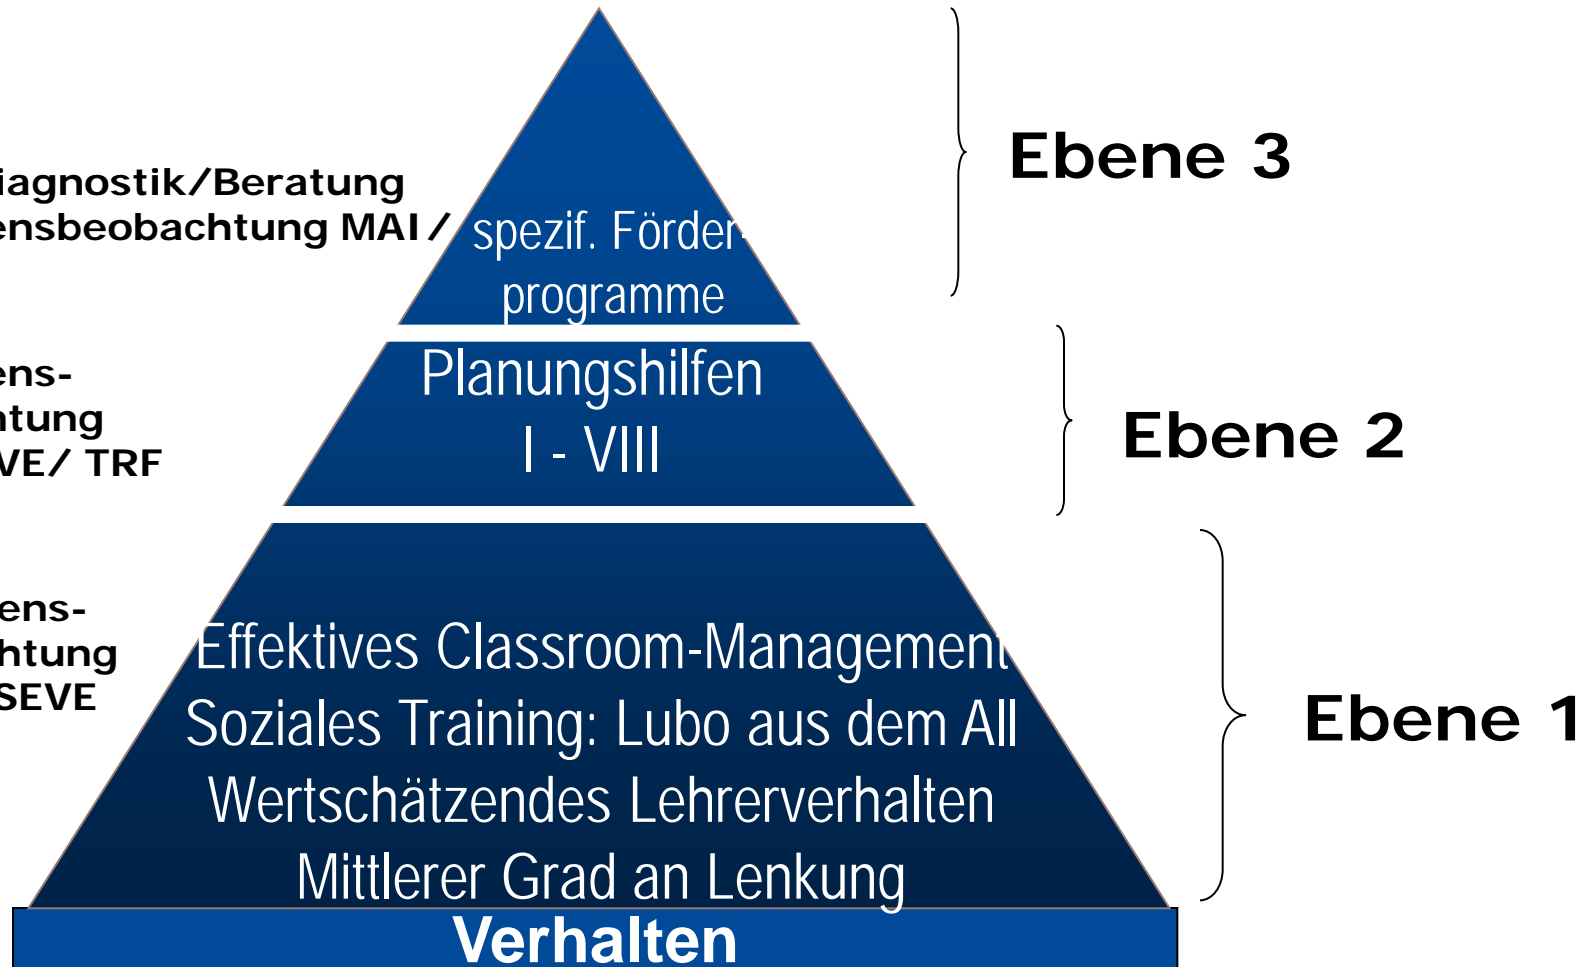 Ebene 3
iagnostik/Beratung
ensbeobachtung MAI /
spezif. Förder-
programme
ens-
htung
VE/ TRF
Planungshilfen
I - VIII
Ebene 2
ens-
htung
SEVE
Effektives Classroom-Management
Soziales Training: Lubo aus dem All
Wertschätzendes Lehrerverhalten
Mittlerer Grad an Lenkung
Ebene 1
Verhalten